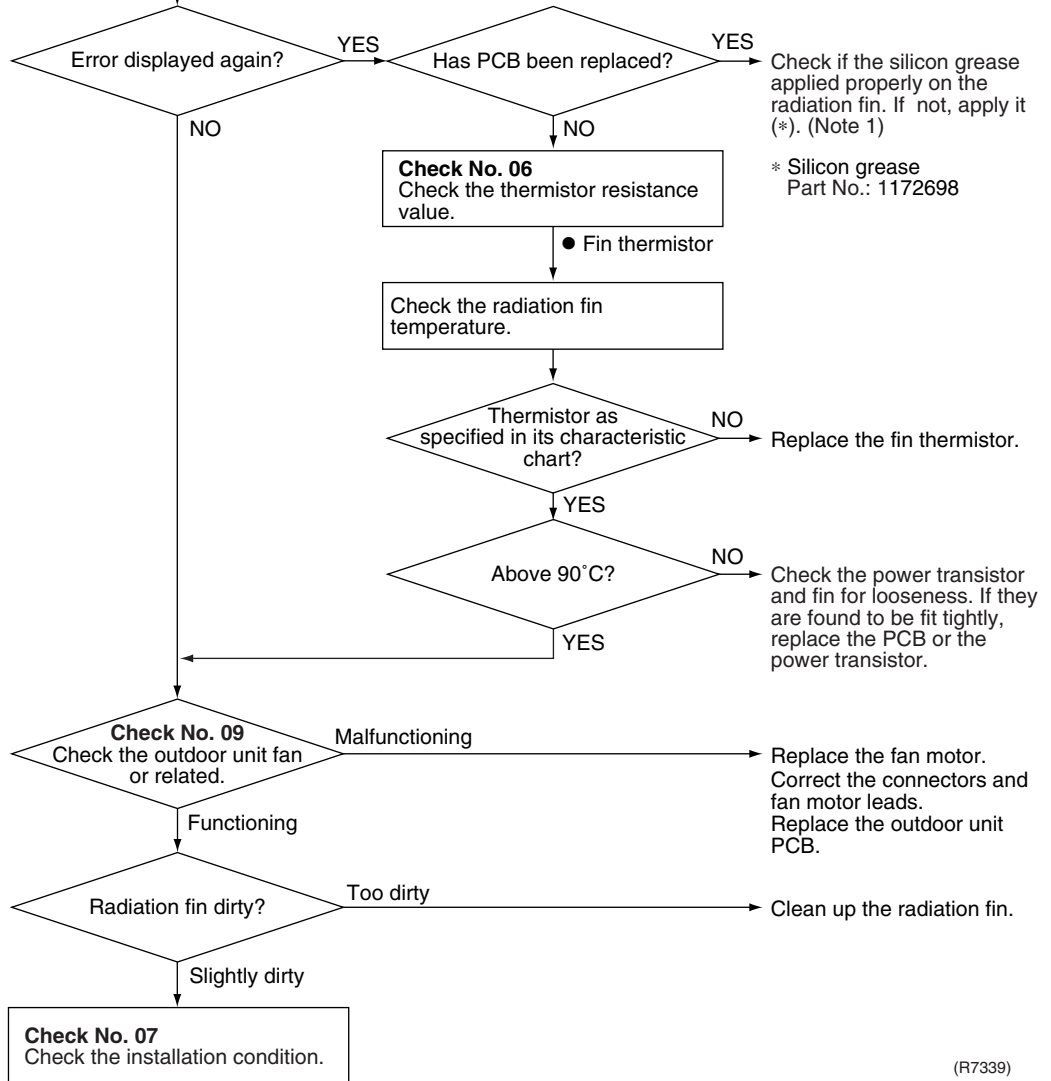 Error displayed again?
YES
Has PCB been replaced?
YES
Check if the silicon grease
applied properly on the
radiation fin. If  not, apply it
(*). (Note 1)
* Silicon grease
Part No.: 1172698
NO
NO
Check No. 06
Check the thermistor resistance
value.
● Fin thermistor
Check the radiation fin
temperature.
Thermistor as
specified in its characteristic
chart?
NO
Replace the fin thermistor.
YES
Above 90˚C?
NO
Check the power transistor
and fin for looseness. If they
are found to be fit tightly,
replace the PCB or the
power transistor.
YES
Check No. 09
Check the outdoor unit fan
or related.
Malfunctioning
Replace the fan motor.
Correct the connectors and
fan motor leads.
Replace the outdoor unit
PCB.
Functioning
Radiation fin dirty?
Too dirty
Clean up the radiation fin.
Slightly dirty
Check No. 07
Check the installation condition.
(R7339)